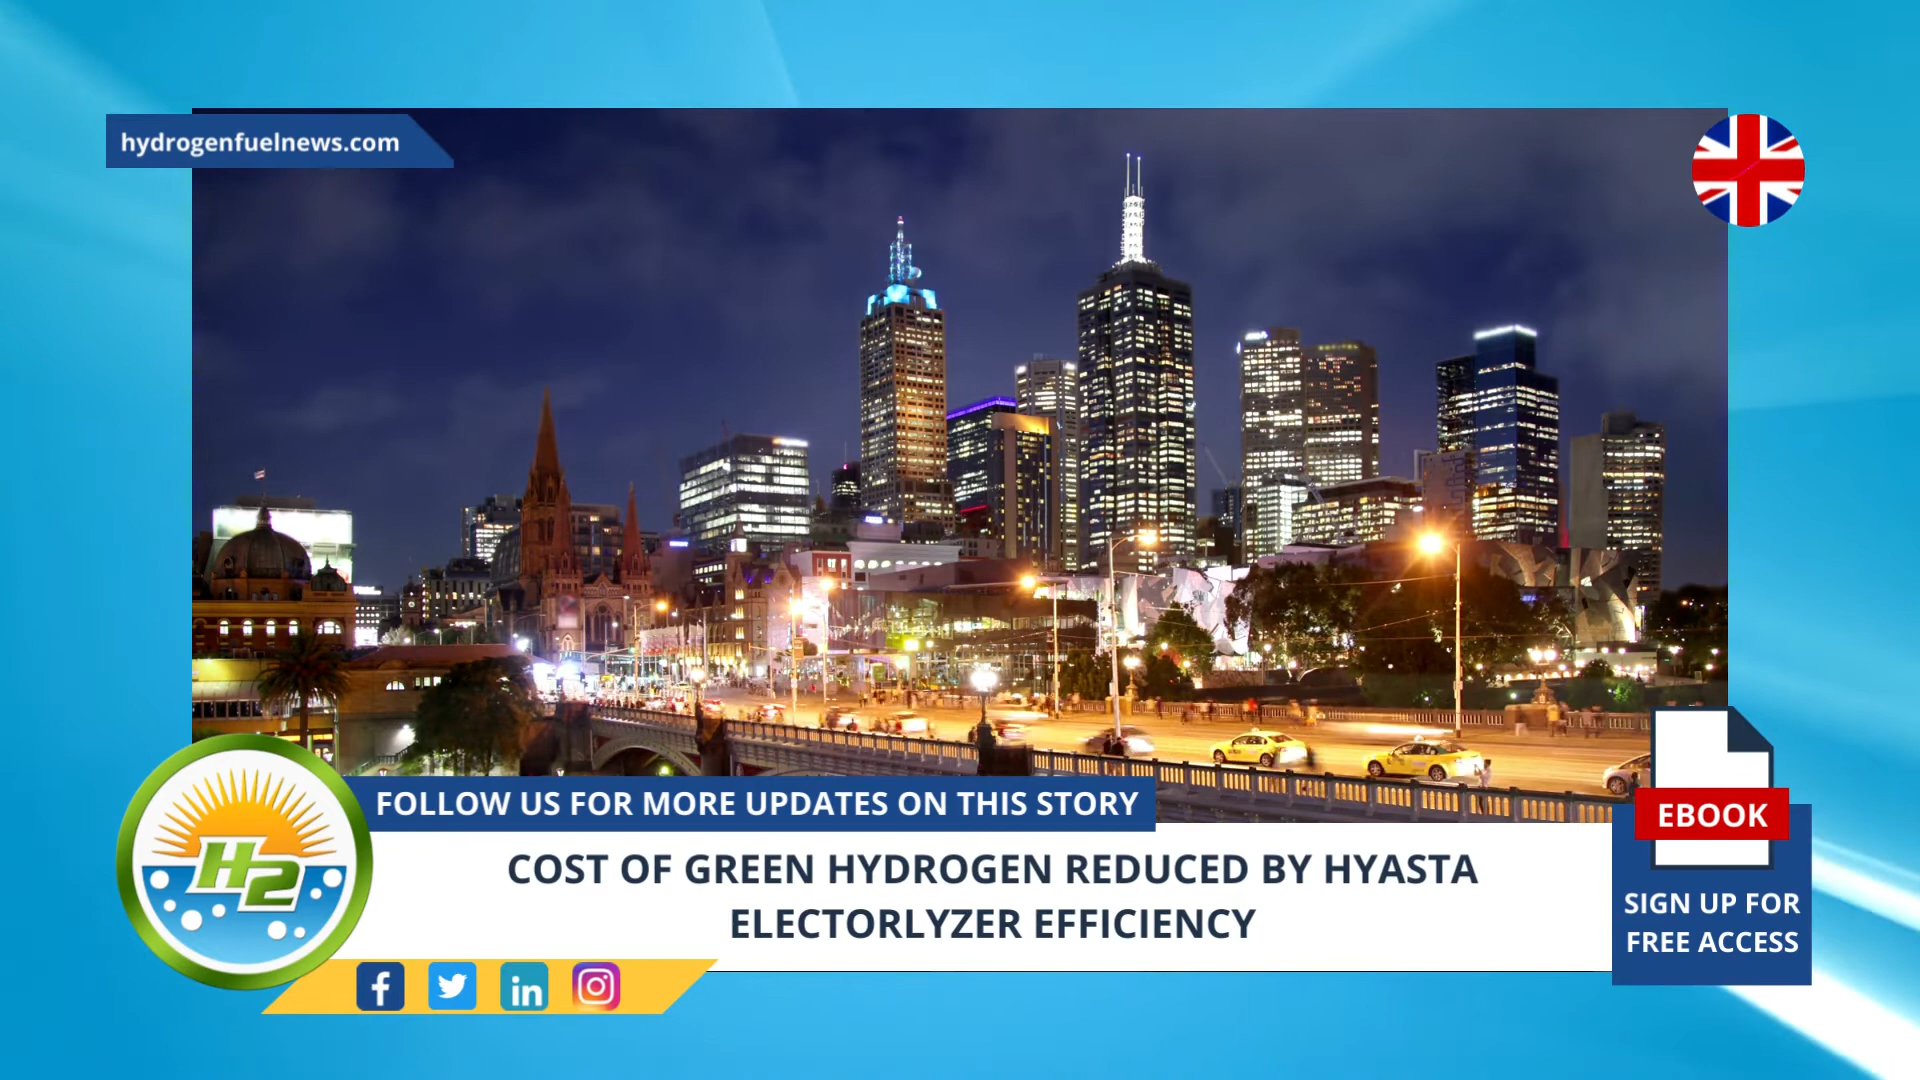 hydrogenfuelnews.com
FOLLOW US FOR MORE UPDATES ON THIS STORY
COST OF GREEN HYDROGEN REDUCED BY HYASTA
ELECTORLYZER EFFICIENCY
H2
EBOOK
SIGN UP FOR
FREE ACCESS
f
in